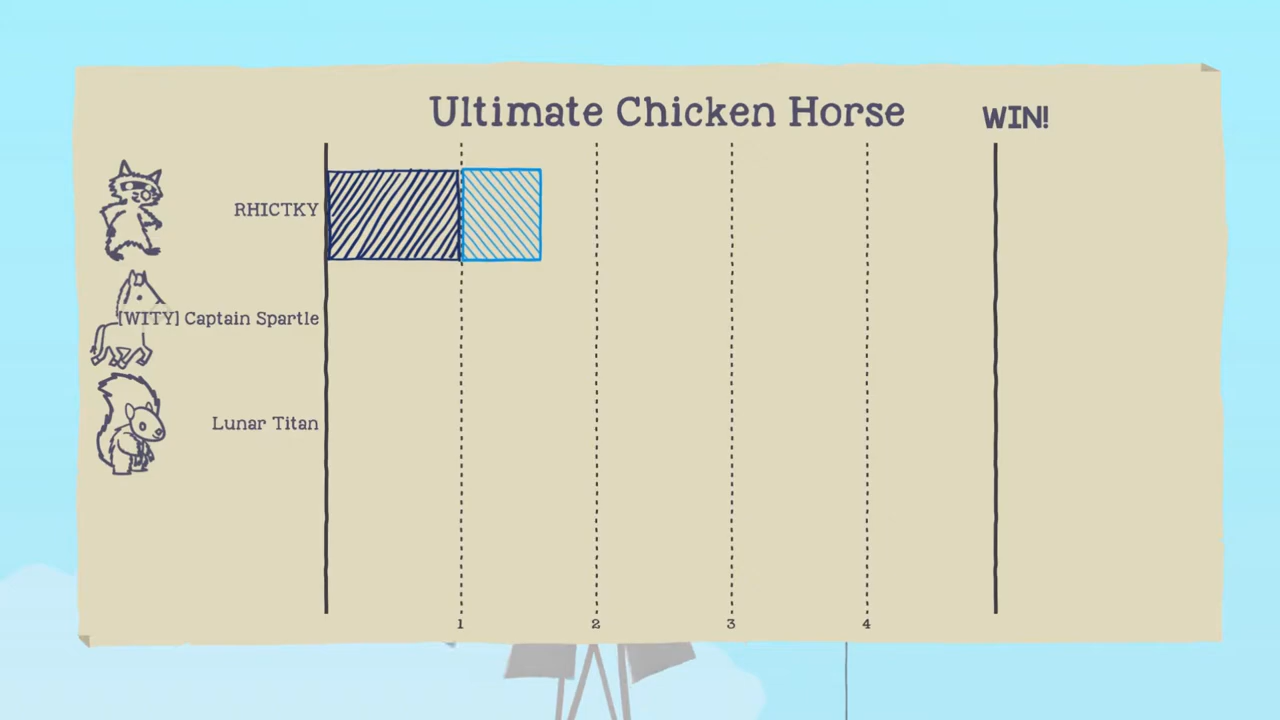 Ultimate Chicken Horse
WIN!
RHICTKY
[WITY] Captain Spartle
Lunar Titan
1 2 3 4